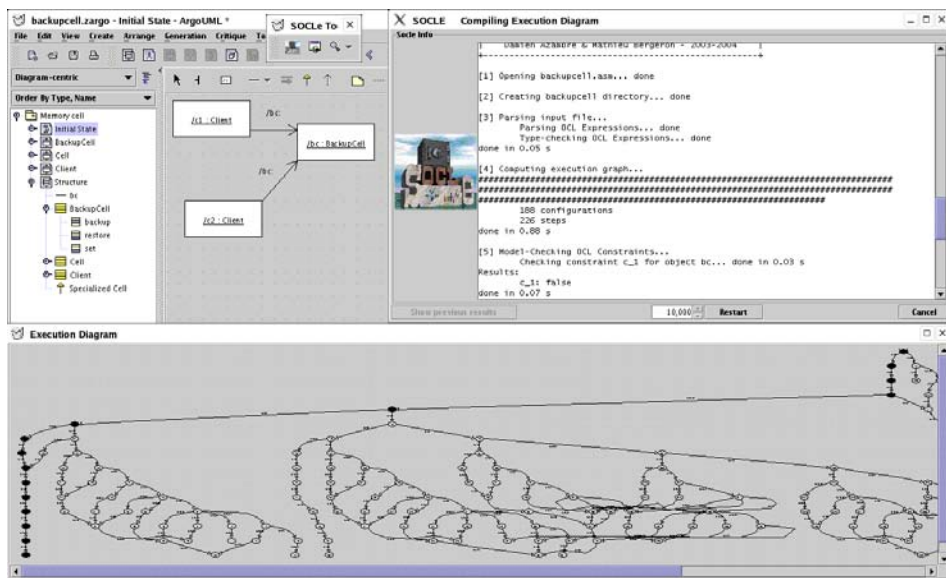 backupcell.zargo - Initial State - ArgoUML *
File Edit View Create Arrange Generation Critique To
Diagram-centric
Order By Type, Name
Memory cell
Initial State
BackupCell
Cell
Client
Structure
bc
BackupCell
backup
restore
set
Cell
Client
Specialized Cell
SOCLe To
/c1 : Client
/bc
/bc : BackupCell
/bc
/c2 : Client
SOCLE Compiling Execution Diagram
Socle Info
| Damien Azambre & Mathieu Bergeron - 2003-2004 |
[1] Opening backupcell.asm... done
[2] Creating backupcell directory... done
[3] Parsing input file...
Parsing OCL Expressions... done
Type-checking OCL Expressions... done
done in 0.05 s
[4] Computing execution graph...
188 configurations
226 steps
done in 0.88 s
[5] Model-Checking OCL Constraints...
Checking constraint c_1 for object bc... done in 0.03 s
Results:
c_1: false
done in 0.07 s
SOCLE
Show previous results 10,000 Restart Cancel
Execution Diagram